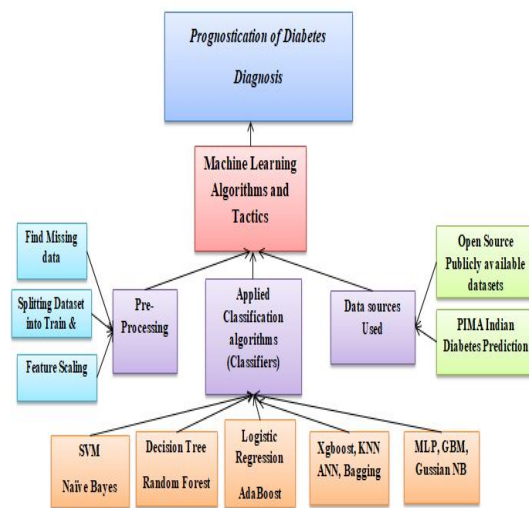 Prognostication of Diabetes
Diagnosis
Machine Learning
Algorithms and
Tactics
Find Missing
data
Splitting Dataset
into Train &
Feature Scaling
Pre-
Processing
Applied
Classification
algorithms
(Classifiers)
Data sources
Used
Open Source
Publicly available
datasets
PIMA Indian
Diabetes Prediction
SVM
Naïve Bayes
Decision Tree
Random Forest
Logistic
Regression
AdaBoost
Xgboost, KNN
ANN, Bagging
MLP, GBM,
Gussian NB